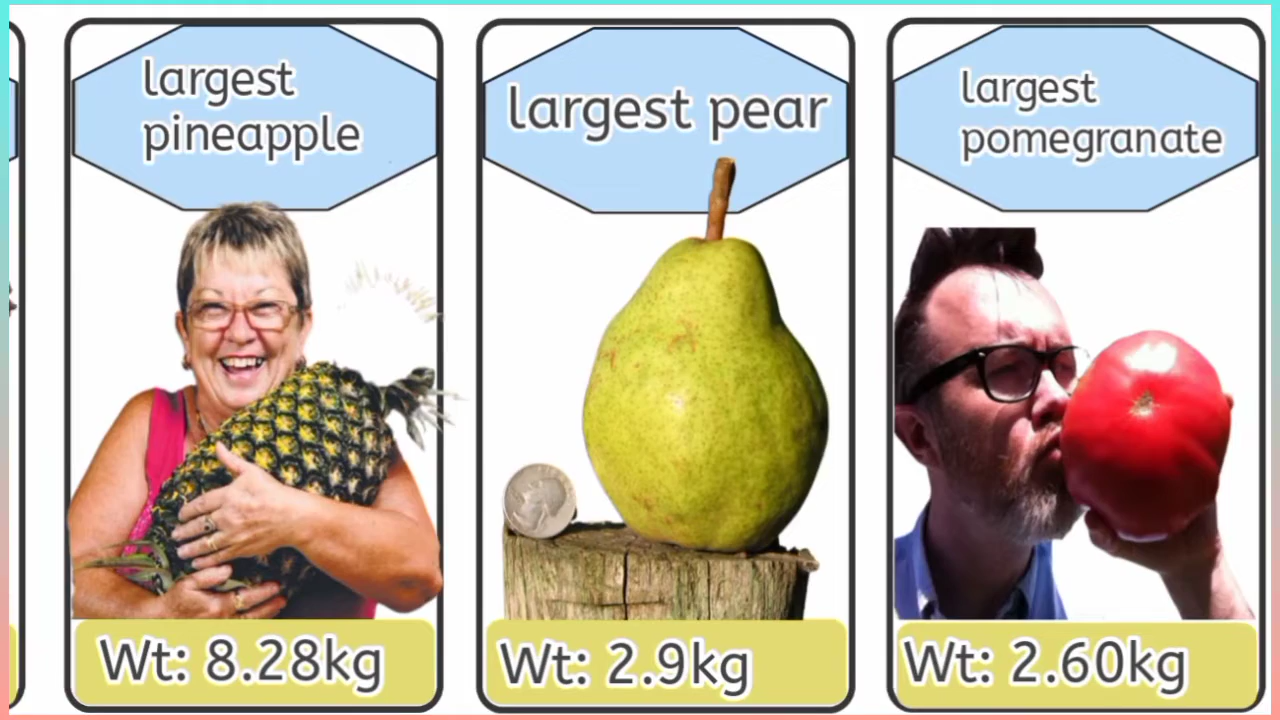 largest
pineapple
Wt: 8.28kg
largest pear
Wt: 2.9kg
largest
pomegranate
Wt: 2.60kg